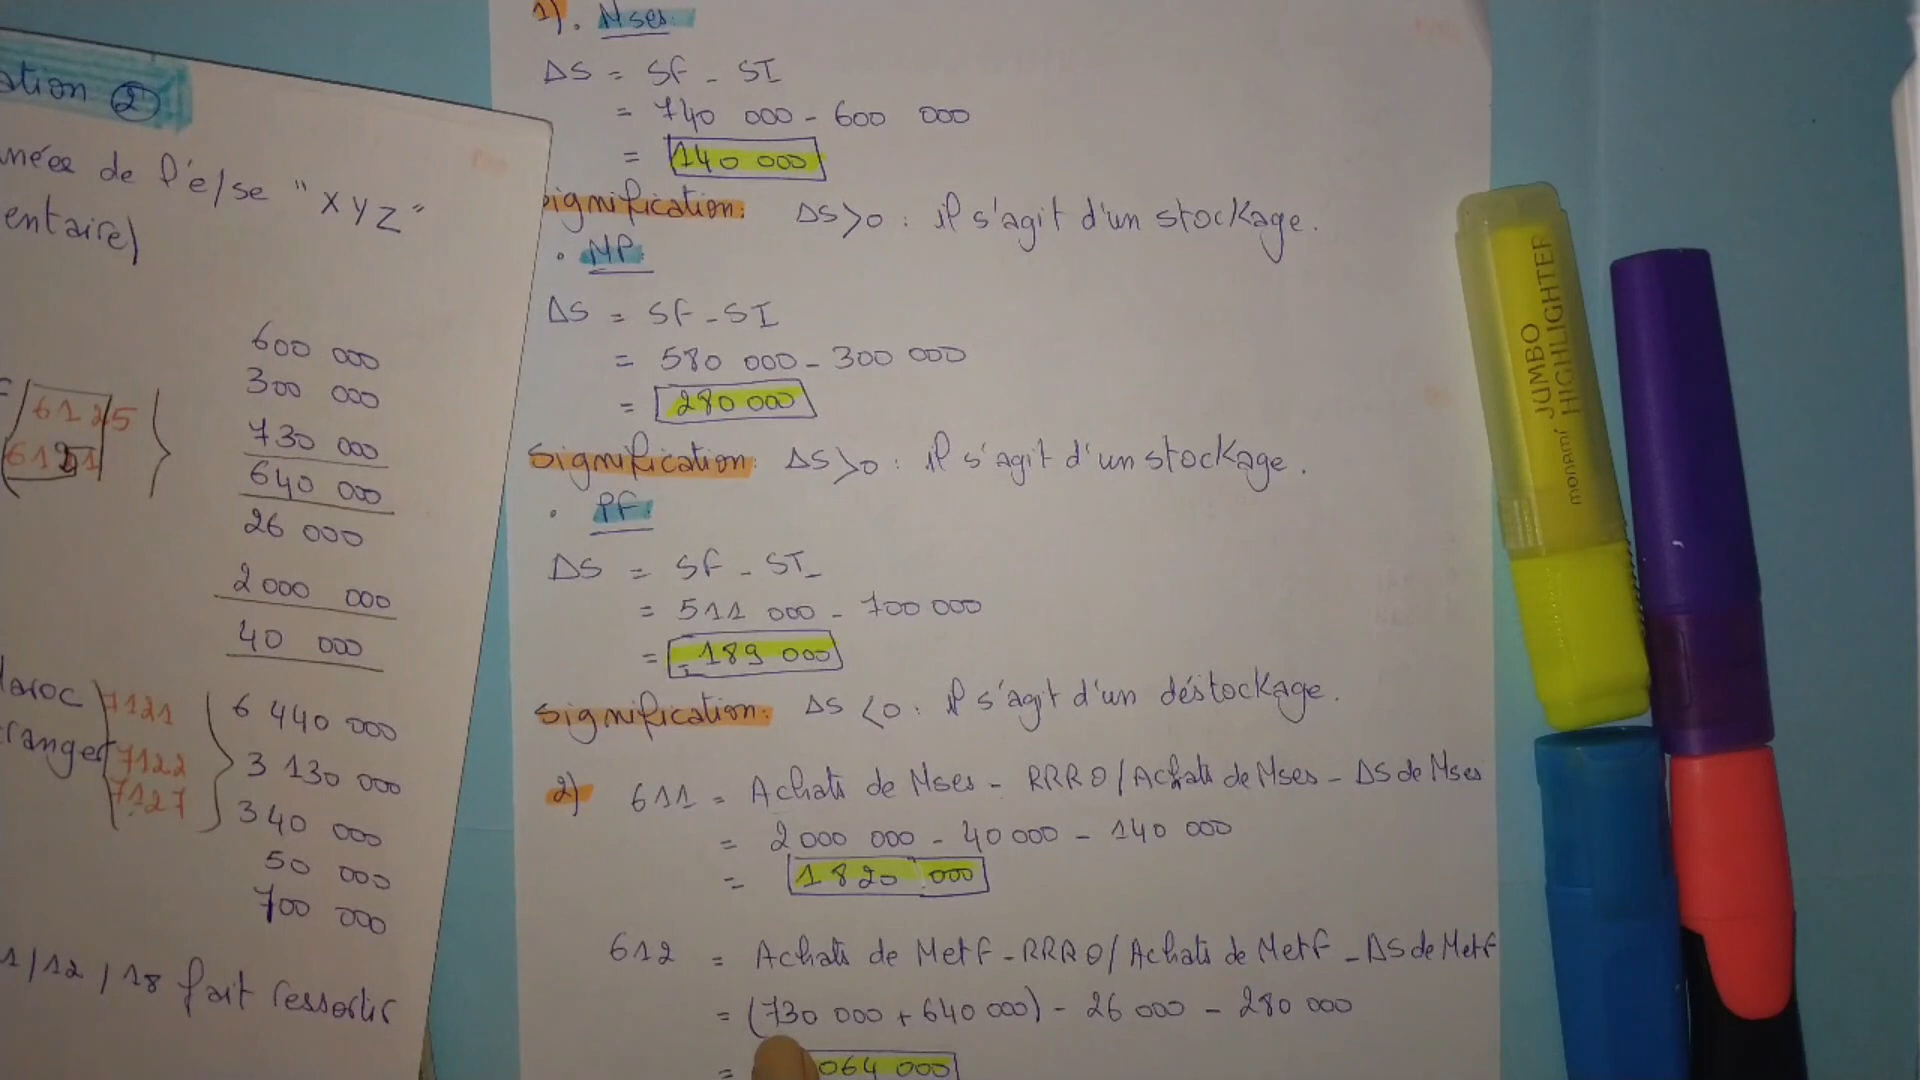 ation 2
de l'é/se "XYZ"
entaire)
600 000
300 000
61 25
730 000
640 000
26 000
2 000 000
40 000
aroc 7121
6 440 000
ranger 7122
3 130 000
7127
340 000
50 000
700 000
1/12/18 fait ressortir
1). Mses:
ΔS = SF - SI
= 740 000 - 600 000
= 140 000
ignification: ΔS>0 : il s'agit d'un stockage.
. MP:
ΔS = SF - SI
= 580 000 - 300 000
= 280 000
Signification: ΔS>0 : il s'agit d'un stockage.
. PF:
ΔS = SF - SI
= 511 000 - 700 000
= - 189 000
Signification: ΔS <0 : il s'agit d'un déstockage.
2) 611 = Achats de Mses - RRRO/Achats de Mses - ΔS de Mses
= 2 000 000 - 40 000 - 140 000
= 1 820 000
612 = Achats de MetF - RRRO/Achats de MetF - ΔS de MetF
= (730 000 + 640 000) - 26 000 - 280 000
= 064 000
monami JUMBO
HIGHLIGHTER